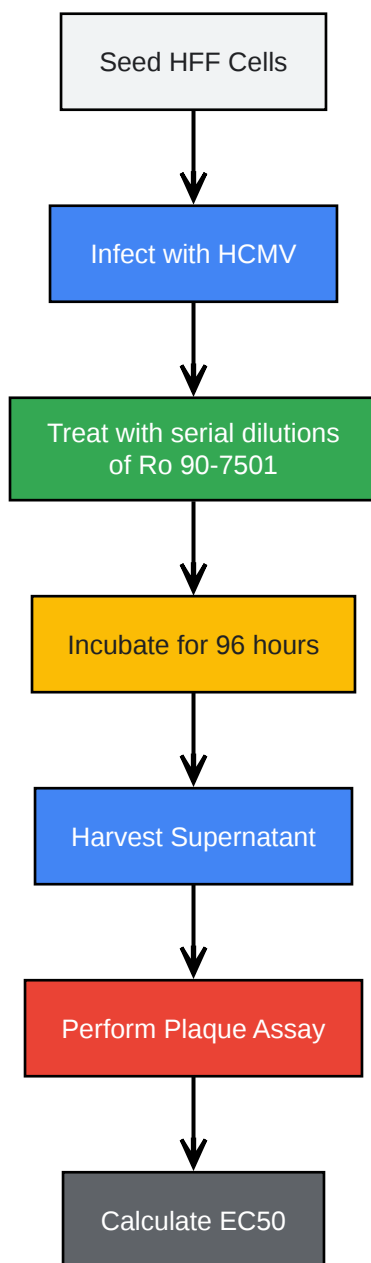 Seed HFF Cells
Infect with HCMV
Treat with serial dilutions
of Ro 90-7501
Incubate for 96 hours
Harvest Supernatant
Perform Plaque Assay
Calculate EC50